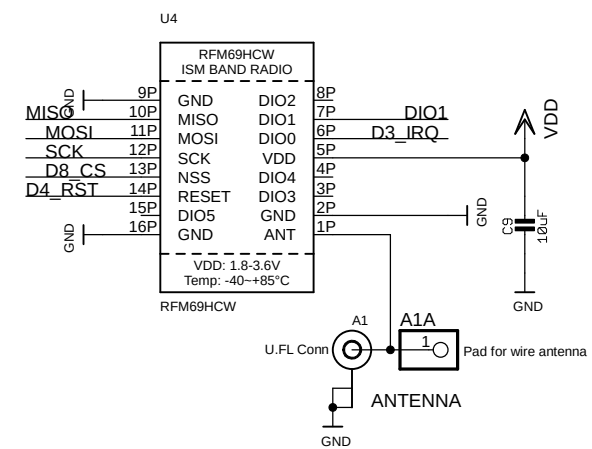 U4
RFM69HCW
ISM BAND RADIO
GND 9P GND DIO2 8P
MISO 10P MISO DIO1 7P DIO1
MOSI 11P MOSI DIO0 6P D3_IRQ
SCK 12P SCK VDD 5P VDD
D8_CS 13P NSS DIO4 4P
D4_RST 14P RESET DIO3 3P
15P DIO5 GND 2P GND
GND 16P GND ANT 1P
C9 10uF
VDD: 1.8-3.6V
Temp: -40~+85°C
RFM69HCW
GND
A1 A1A
U.FL Conn 1 Pad for wire antenna
ANTENNA
GND